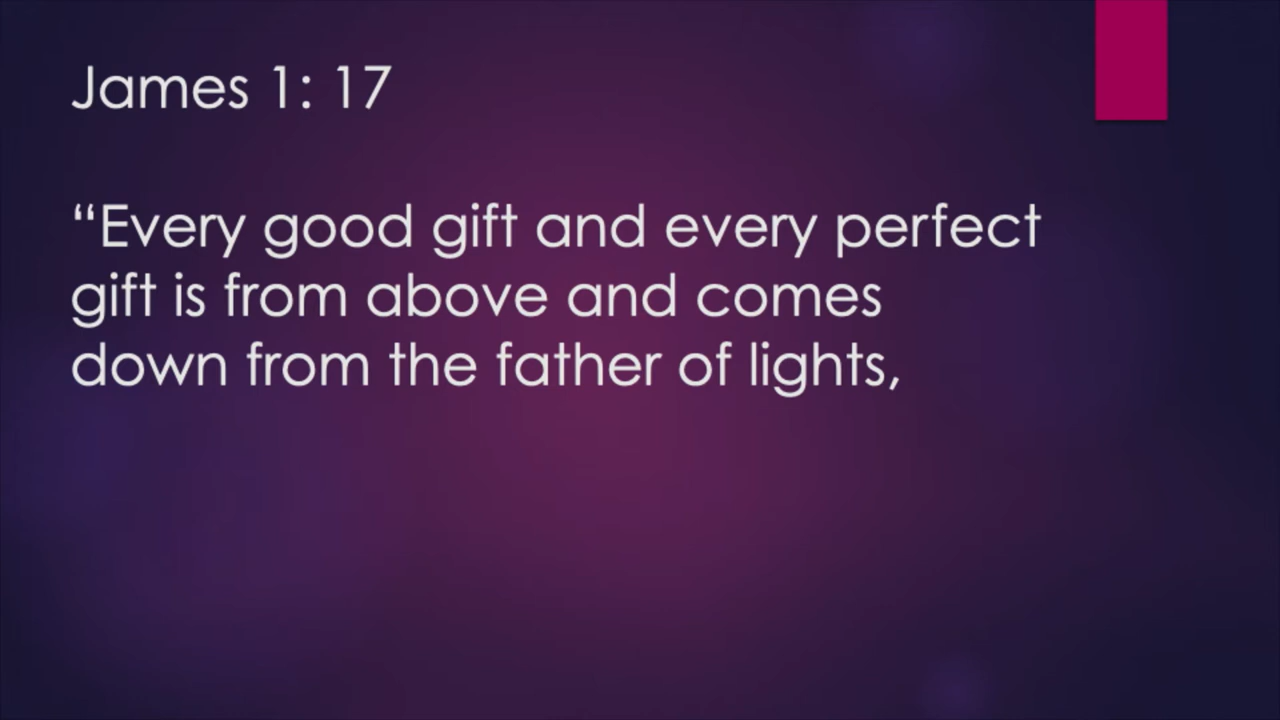 James 1: 17
“Every good gift and every perfect
gift is from above and comes
down from the father of lights,